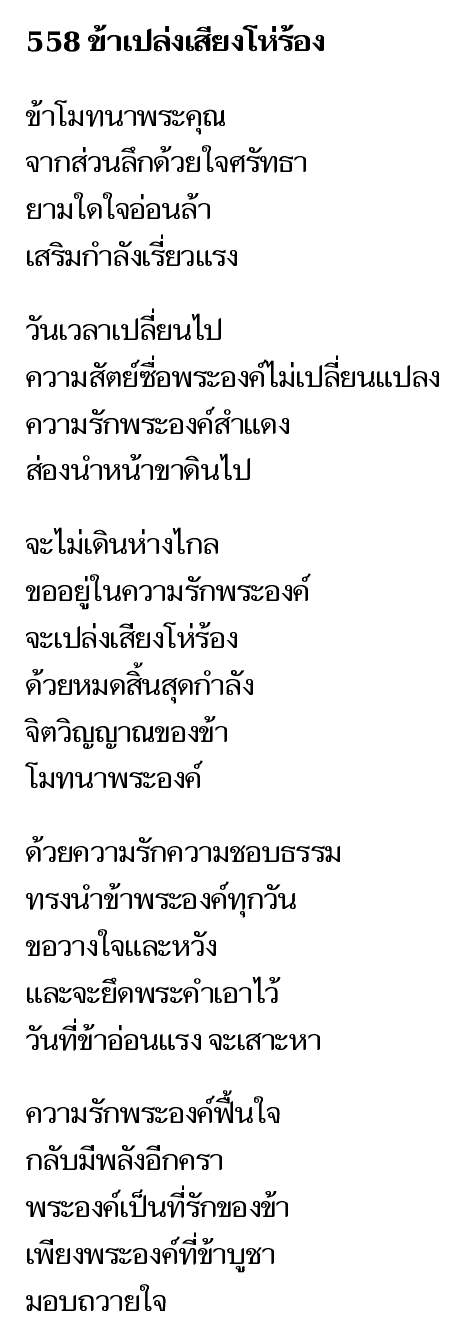 558 ข้าเปล่งเสียงโห่ร้อง
ข้าโมทนาพระคุณ
จากส่วนลึกด้วยใจศรัทธา
ยามใดใจอ่อนล้า
เสริมกำลังเรี่ยวแรง
วันเวลาเปลี่ยนไป
ความสัตย์ซื่อพระองค์ไม่เปลี่ยนแปลง
ความรักพระองค์สำแดง
ส่องนำหน้าขาดินไป
จะไม่เดินห่างไกล
ขออยู่ในความรักพระองค์
จะเปล่งเสียงโห่ร้อง
ด้วยหมดสิ้นสุดกำลัง
จิตวิญญาณของข้า
โมทนาพระองค์
ด้วยความรักความชอบธรรม
ทรงนำข้าพระองค์ทุกวัน
ขอวางใจและหวัง
และจะยึดพระคำเอาไว้
วันที่ข้าอ่อนแรง จะเสาะหา
ความรักพระองค์ฟื้นใจ
กลับมีพลังอีกครา
พระองค์เป็นที่รักของข้า
เพียงพระองค์ที่ข้าบูชา
มอบถวายใจ